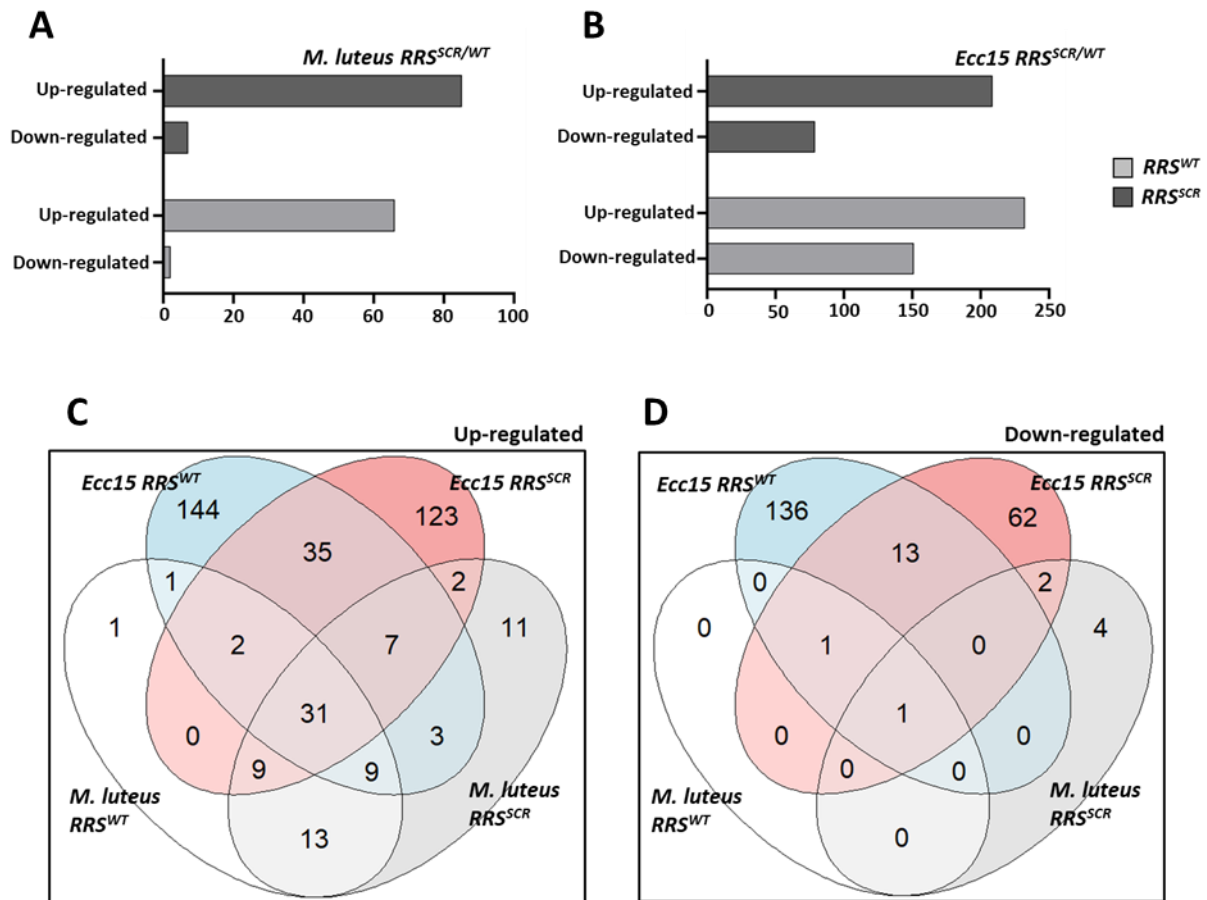 A
M. luteus RRS^SCR/WT
Up-regulated
Down-regulated
Up-regulated
Down-regulated
0 20 40 60 80 100
B
Ecc15 RRS^SCR/WT
Up-regulated
Down-regulated
Up-regulated
Down-regulated
0 50 100 150 200 250
RRS^WT
RRS^SCR
C
Up-regulated
Ecc15 RRS^WT
Ecc15 RRS^SCR
144
123
35
1
2
1
11
2
7
31
0
3
9
9
M. luteus
RRS^WT
M. luteus
RRS^SCR
13
D
Down-regulated
Ecc15 RRS^WT
Ecc15 RRS^SCR
136
62
13
0
2
0
4
1
0
1
0
0
0
0
M. luteus
RRS^WT
M. luteus
RRS^SCR
0